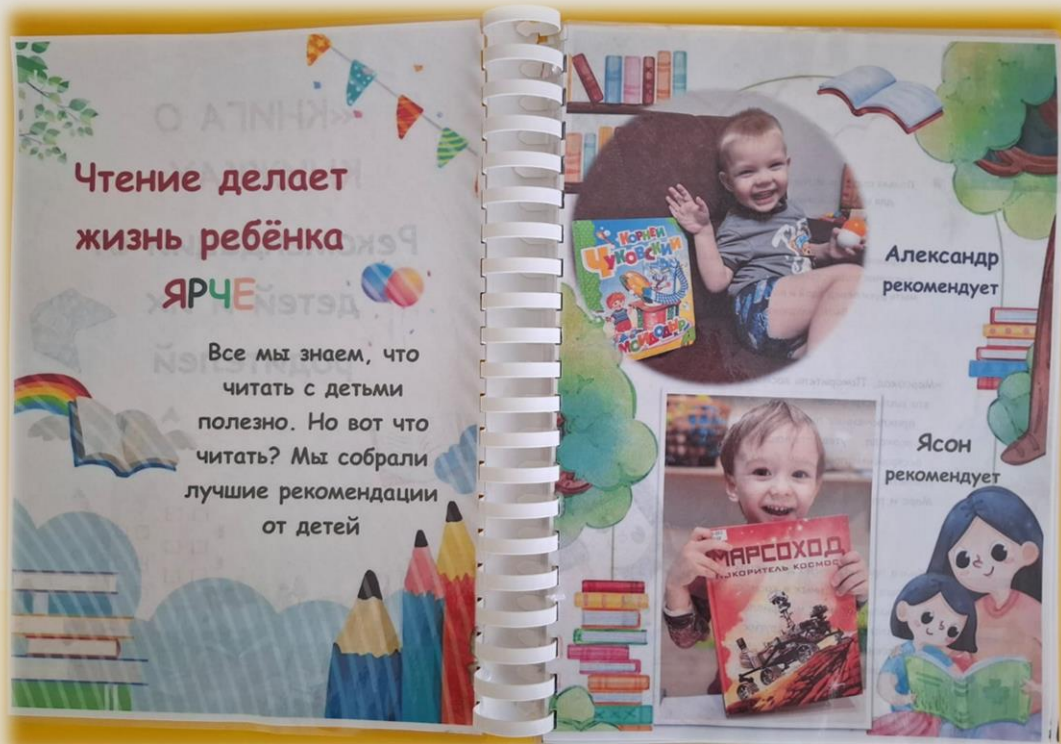 Чтение делает
жизнь ребёнка
ЯРЧЕ
Все мы знаем, что
читать с детьми
полезно. Но вот что
читать? Мы собрали
лучшие рекомендации
от детей
КОРНЕЙ
ЧУКОВСКИЙ
МОЙДОДЫР
Александр
рекомендует
МАРСОХОД
ПОКОРИТЕЛЬ КОСМОСА
Ясон
рекомендует